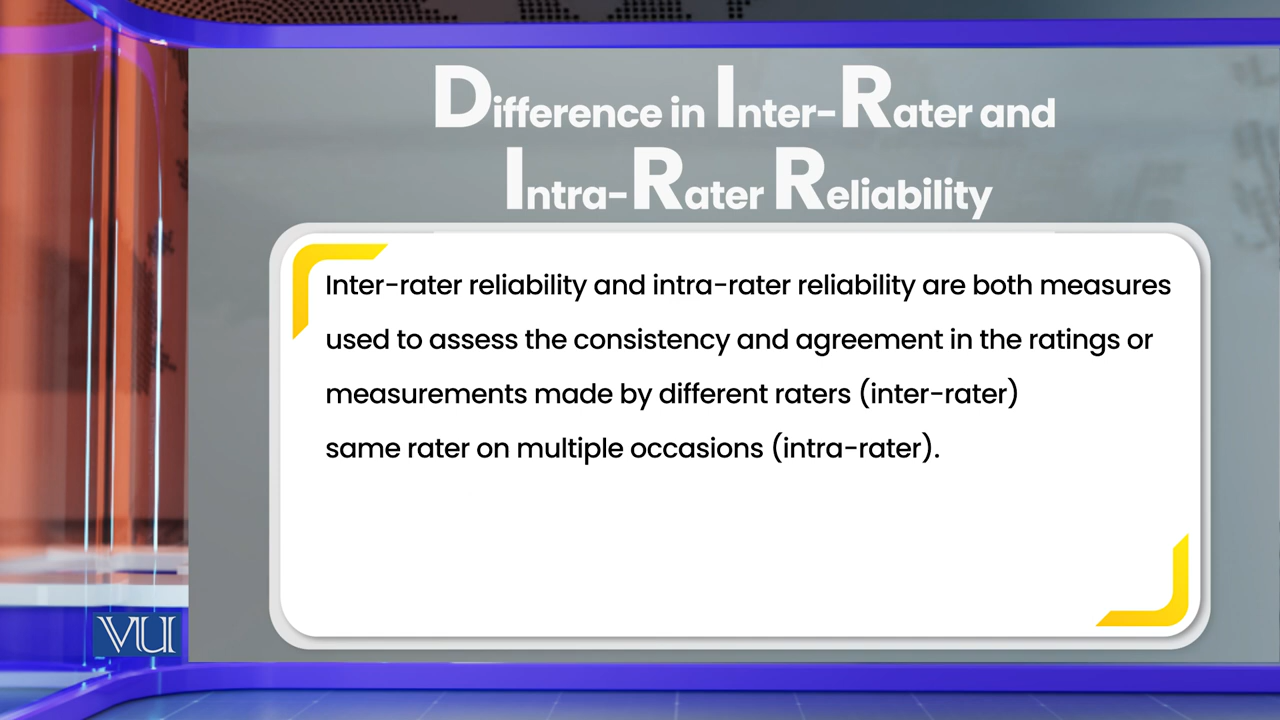 Difference in Inter-Rater and
Intra-Rater Reliability
Inter-rater reliability and intra-rater reliability are both measures
used to assess the consistency and agreement in the ratings or
measurements made by different raters (inter-rater)
same rater on multiple occasions (intra-rater).
VU